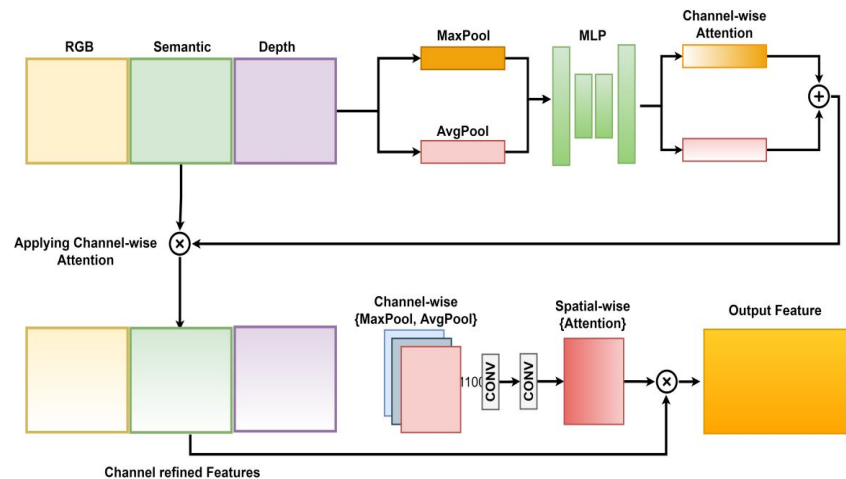 RGB
Semantic
Depth
MaxPool
AvgPool
MLP
Channel-wise
Attention
Applying Channel-wise
Attention
Channel-wise
{MaxPool, AvgPool}
1100
CONV
CONV
Spatial-wise
{Attention}
Output Feature
Channel refined Features